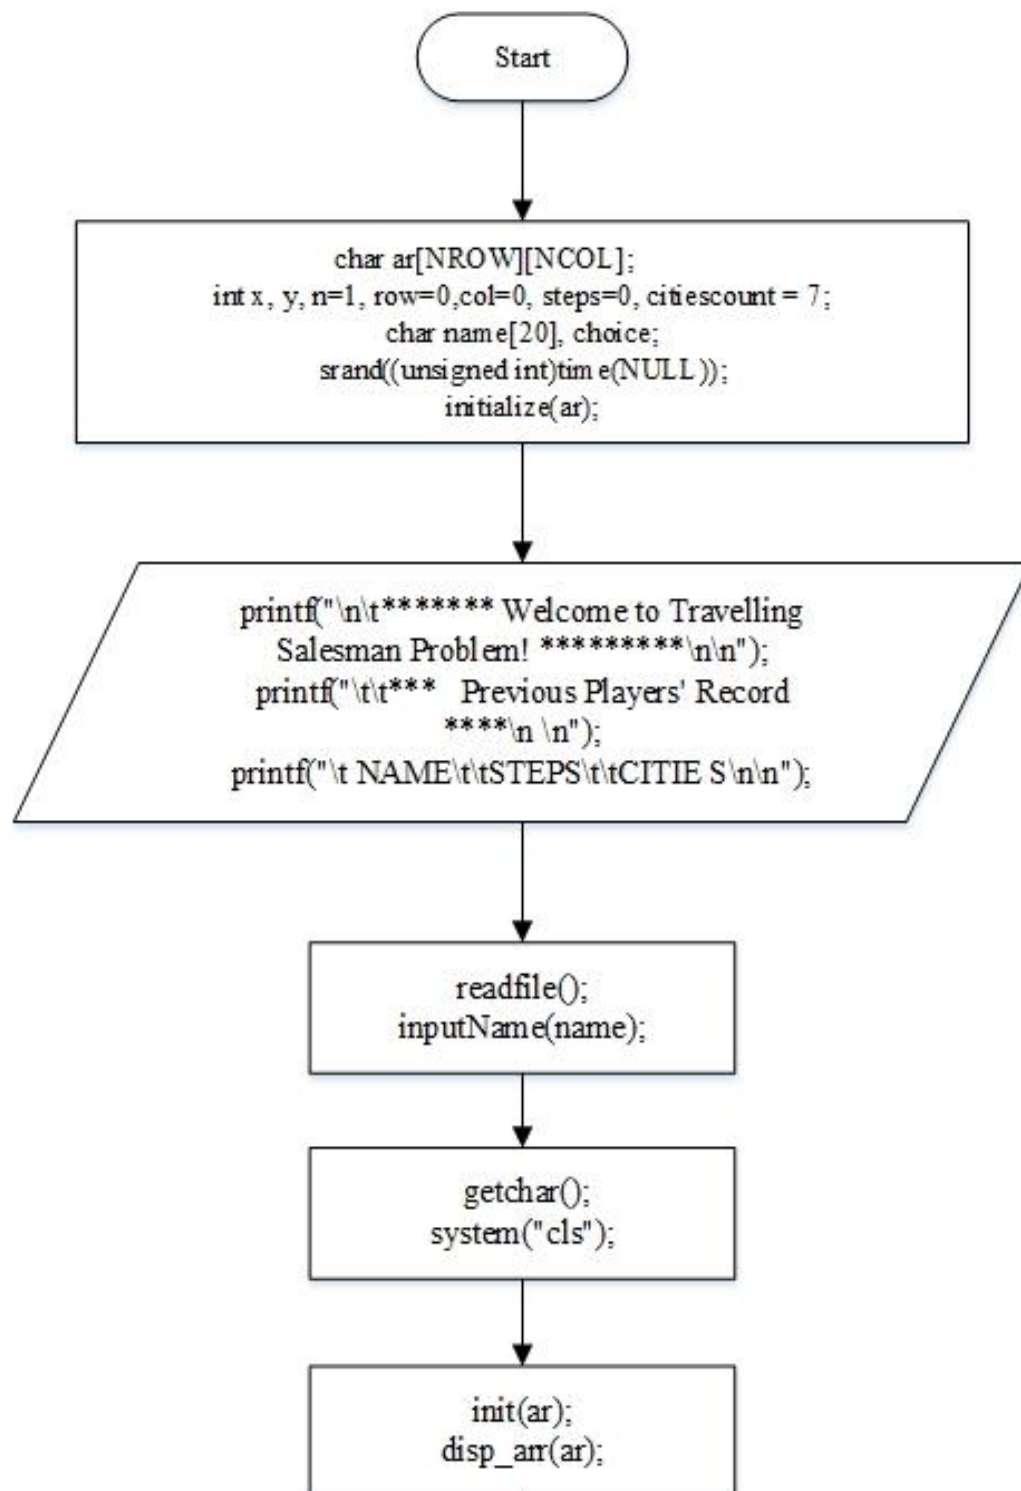 Start
char ar[NROW][NCOL];
int x, y, n=1, row=0,col=0, steps=0, citiescount = 7;
char name[20], choice;
srand((unsigned int)time(NULL));
initialize(ar);
printf("\n\t******* Welcome to Travelling
Salesman Problem! *********\n\n");
printf("\t\t*** Previous Players' Record
****\n \n");
printf("\t NAME\t\tSTEPS\t\tCITIE S\n\n");
readfile();
inputName(name);
getchar();
system("cls");
init(ar);
disp_arr(ar);